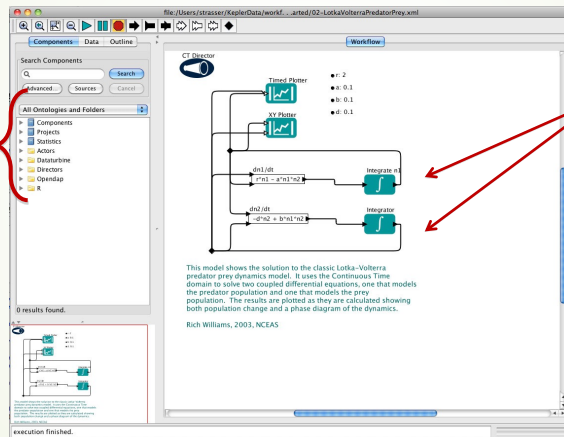 file:/Users/strasser/KeplerData/workf. . .arted/02-LotkaVolterraPredatorPrey.xml
Components Data Outline
Workflow
Search Components
Search
Advanced... Sources Cancel
All Ontologies and Folders
Components
Projects
Statistics
Actors
Dataturbine
Directors
Opendap
R
0 results found.
CT Director
Timed Plotter
XY Plotter
r: 2
a: 0.1
b: 0.1
d: 0.1
dn1/dt
r*n1 - a*n1*n2
Integrate n1
dn2/dt
-d*n2 + b*n1*n2
Integrator
This model shows the solution to the classic Lotka-Volterra
predator prey dynamics model. It uses the Continuous Time
domain to solve two coupled differential equations, one that models
the predator population and one that models the prey
population. The results are plotted as they are calculated showing
both population change and a phase diagram of the dynamics.
Rich Williams, 2003, NCEAS
execution finished.